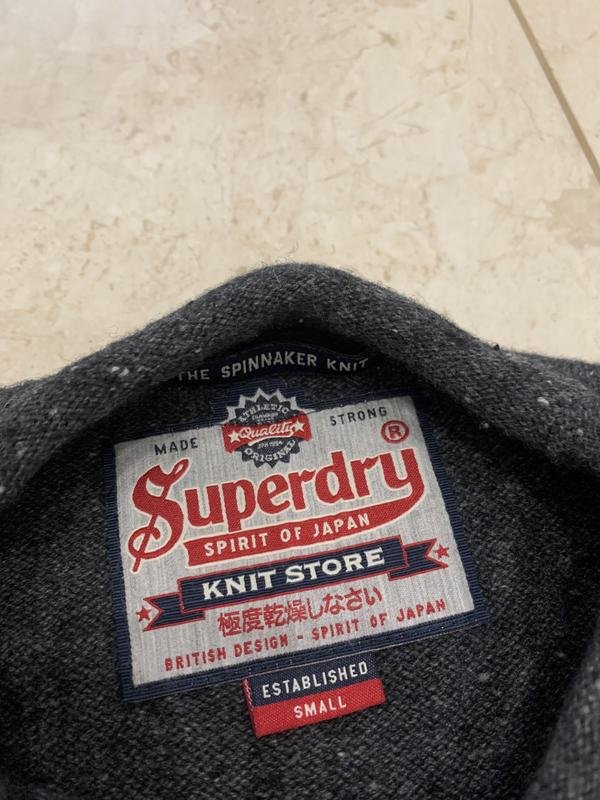 THE SPINNAKER KNIT
ATHLETIC
Quality
ORIGINAL
MADE
STRONG
Superdry®
SPIRIT OF JAPAN
KNIT STORE
極度乾燥しなさい
BRITISH DESIGN - SPIRIT OF JAPAN
ESTABLISHED
SMALL